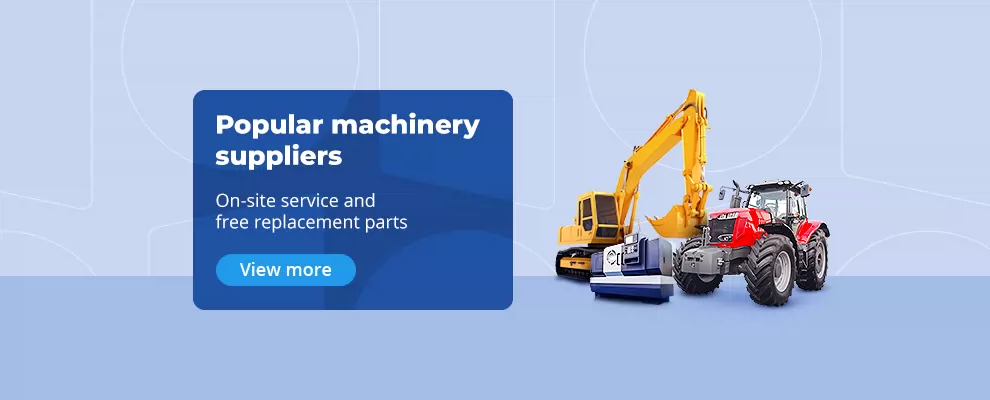 Popular machinery
suppliers
On-site service and
free replacement parts
View more